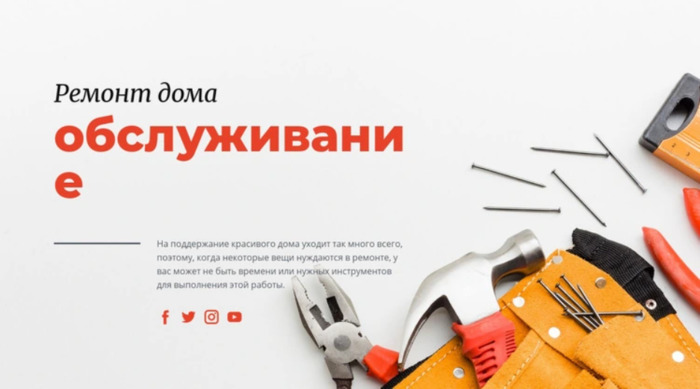 Ремонт дома
обслуживани
е
На поддержание красивого дома уходит так много всего,
поэтому, когда некоторые вещи нуждаются в ремонте, у
вас может не быть времени или нужных инструментов
для выполнения этой работы.